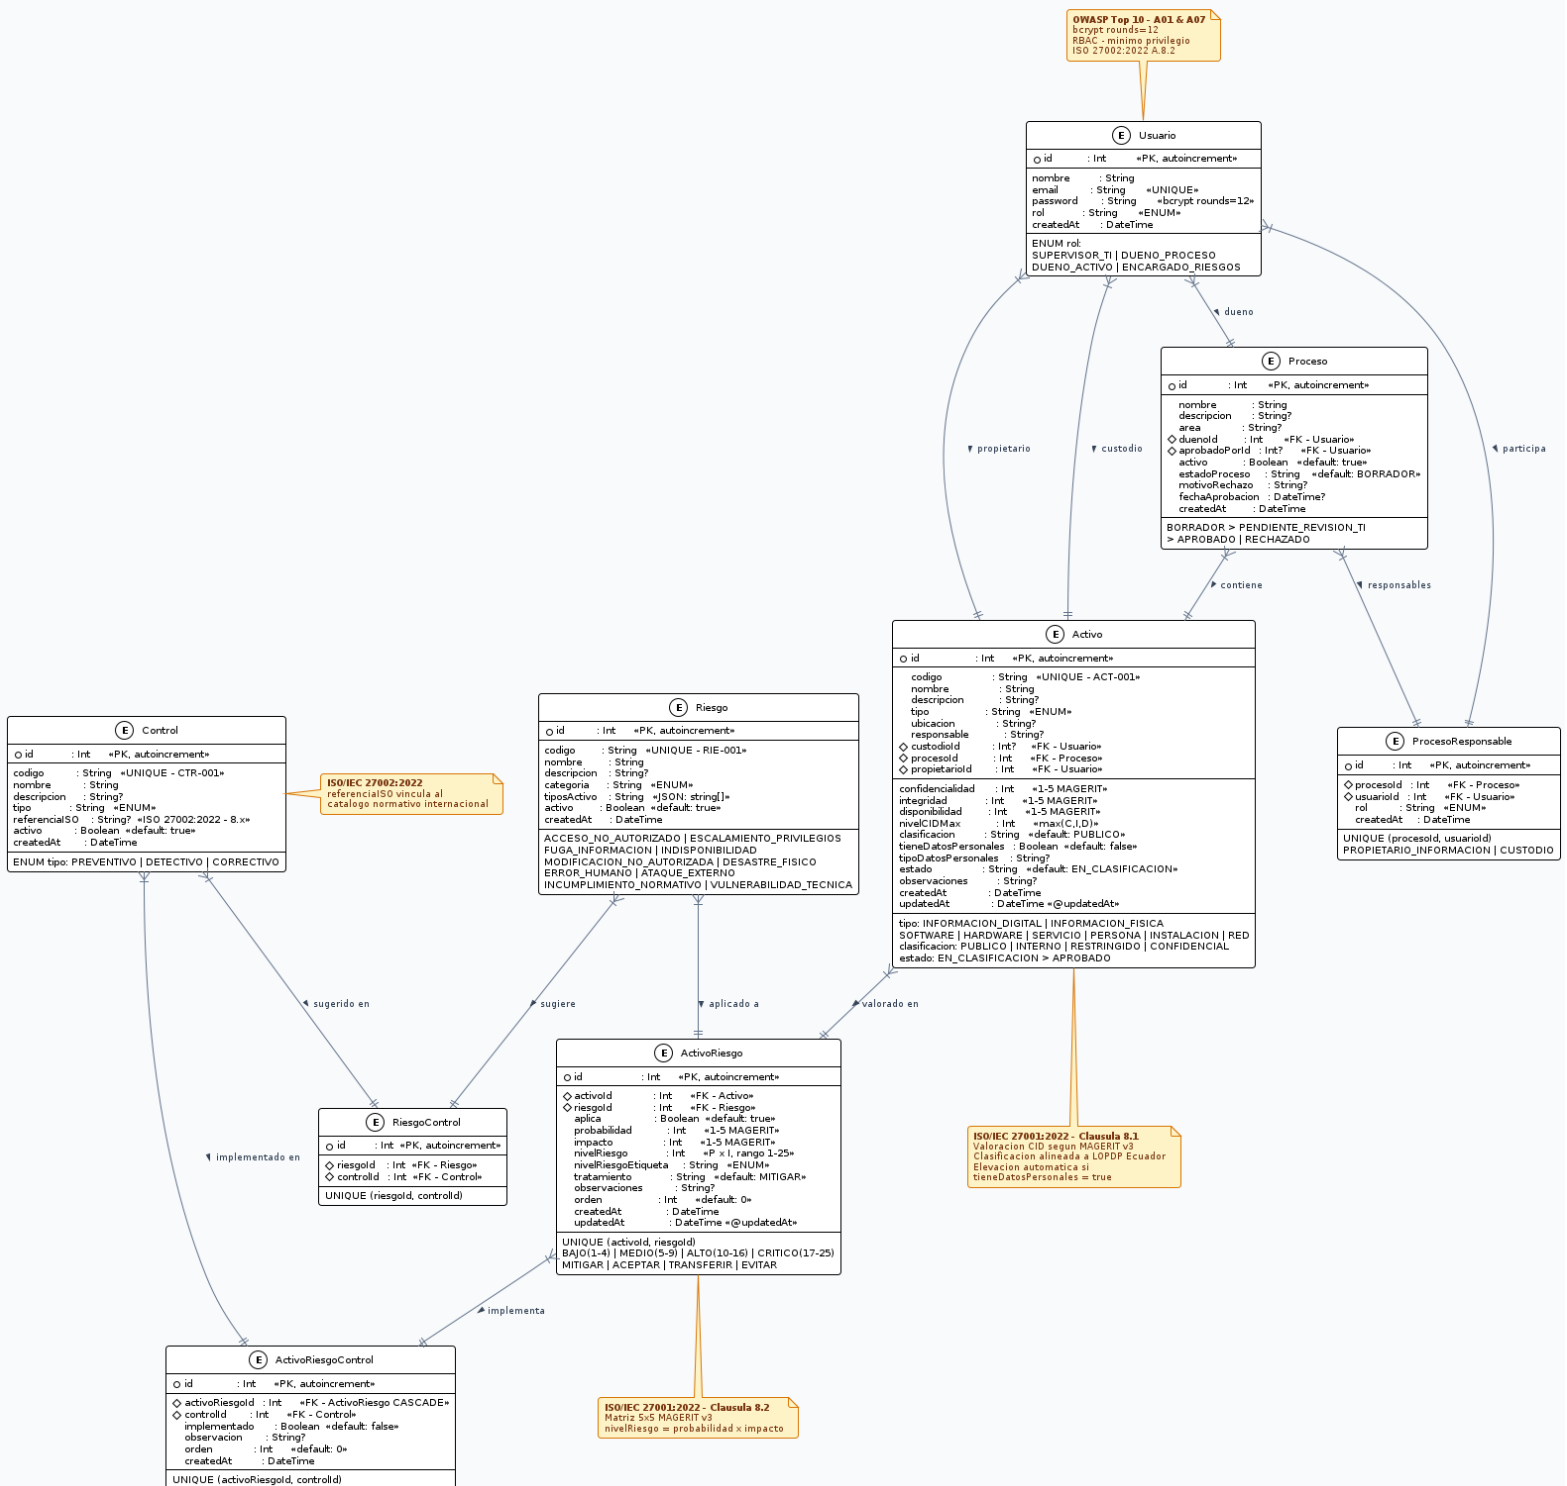 OWASP Top 10 - A01 & A07
bcrypt rounds=12
RBAC - minimo privilegio
ISO 27002:2022 A.8.2
E Usuario
id : Int «PK, autoincrement»
nombre : String
email : String «UNIQUE»
password : String «bcrypt rounds=12»
rol : String «ENUM»
createdAt : DateTime
ENUM rol:
SUPERVISOR_TI | DUENO_PROCESO
DUENO_ACTIVO | ENCARGADO_RIESGOS
dueno
propietario
custodio
participa
E Proceso
id : Int «PK, autoincrement»
nombre : String
descripcion : String?
area : String?
duenoId : Int «FK - Usuario»
aprobadoPorId : Int? «FK - Usuario»
activo : Boolean «default: true»
estadoProceso : String «default: BORRADOR»
motivoRechazo : String?
fechaAprobacion : DateTime?
createdAt : DateTime
BORRADOR > PENDIENTE_REVISION_TI
> APROBADO | RECHAZADO
contiene
responsables
E Activo
id : Int «PK, autoincrement»
codigo : String «UNIQUE - ACT-001»
nombre : String
descripcion : String?
tipo : String «ENUM»
ubicacion : String?
responsable : String?
custodioId : Int? «FK - Usuario»
procesoId : Int «FK - Proceso»
propietarioId : Int «FK - Usuario»
confidencialidad : Int «1-5 MAGERIT»
integridad : Int «1-5 MAGERIT»
disponibilidad : Int «1-5 MAGERIT»
nivelCIDMax : Int «max(C,I,D)»
clasificacion : String «default: PUBLICO»
tieneDatosPersonales : Boolean «default: false»
tipoDatosPersonales : String?
estado : String «default: EN_CLASIFICACION»
observaciones : String?
createdAt : DateTime
updatedAt : DateTime «@updatedAt»
tipo: INFORMACION_DIGITAL | INFORMACION_FISICA
SOFTWARE | HARDWARE | SERVICIO | PERSONA | INSTALACION | RED
clasificacion: PUBLICO | INTERNO | RESTRINGIDO | CONFIDENCIAL
estado: EN_CLASIFICACION > APROBADO
E ProcesoResponsable
id : Int «PK, autoincrement»
procesoId : Int «FK - Proceso»
usuarioId : Int «FK - Usuario»
rol : String «ENUM»
createdAt : DateTime
UNIQUE (procesoId, usuarioId)
PROPIETARIO_INFORMACION | CUSTODIO
E Control
id : Int «PK, autoincrement»
codigo : String «UNIQUE - CTR-001»
nombre : String
descripcion : String?
tipo : String «ENUM»
referenciaISO : String? «ISO 27002:2022 - 8.x»
activo : Boolean «default: true»
createdAt : DateTime
ENUM tipo: PREVENTIVO | DETECTIVO | CORRECTIVO
ISO/IEC 27002:2022
referenciaISO vincula al
catalogo normativo internacional
E Riesgo
id : Int «PK, autoincrement»
codigo : String «UNIQUE - RIE-001»
nombre : String
descripcion : String?
categoria : String «ENUM»
tiposActivo : String «JSON: string[]»
activo : Boolean «default: true»
createdAt : DateTime
ACCESO_NO_AUTORIZADO | ESCALAMIENTO_PRIVILEGIOS
FUGA_INFORMACION | INDISPONIBILIDAD
MODIFICACION_NO_AUTORIZADA | DESASTRE_FISICO
ERROR_HUMANO | ATAQUE_EXTERNO
INCUMPLIMIENTO_NORMATIVO | VULNERABILIDAD_TECNICA
sugerido en
sugiere
aplicado a
valorado en
E ActivoRiesgo
id : Int «PK, autoincrement»
activoId : Int «FK - Activo»
riesgoId : Int «FK - Riesgo»
aplica : Boolean «default: true»
probabilidad : Int «1-5 MAGERIT»
impacto : Int «1-5 MAGERIT»
nivelRiesgo : Int «P x I, rango 1-25»
nivelRiesgoEtiqueta : String «ENUM»
tratamiento : String «default: MITIGAR»
observaciones : String?
orden : Int «default: 0»
createdAt : DateTime
updatedAt : DateTime «@updatedAt»
UNIQUE (activoId, riesgoId)
BAJO(1-4) | MEDIO(5-9) | ALTO(10-16) | CRITICO(17-25)
MITIGAR | ACEPTAR | TRANSFERIR | EVITAR
E RiesgoControl
id : Int «PK, autoincrement»
riesgoId : Int «FK - Riesgo»
controlId : Int «FK - Control»
UNIQUE (riesgoId, controlId)
implementado en
ISO/IEC 27001:2022 - Clausula 8.1
Valoracion CID segun MAGERIT v3
Clasificacion alineada a LOPDP Ecuador
Elevacion automatica si
tieneDatosPersonales = true
implementa
E ActivoRiesgoControl
id : Int «PK, autoincrement»
activoRiesgoId : Int «FK - ActivoRiesgo CASCADE»
controlId : Int «FK - Control»
implementado : Boolean «default: false»
observacion : String?
orden : Int «default: 0»
createdAt : DateTime
UNIQUE (activoRiesgoId, controlId)
ISO/IEC 27001:2022 - Clausula 8.2
Matriz 5x5 MAGERIT v3
nivelRiesgo = probabilidad x impacto